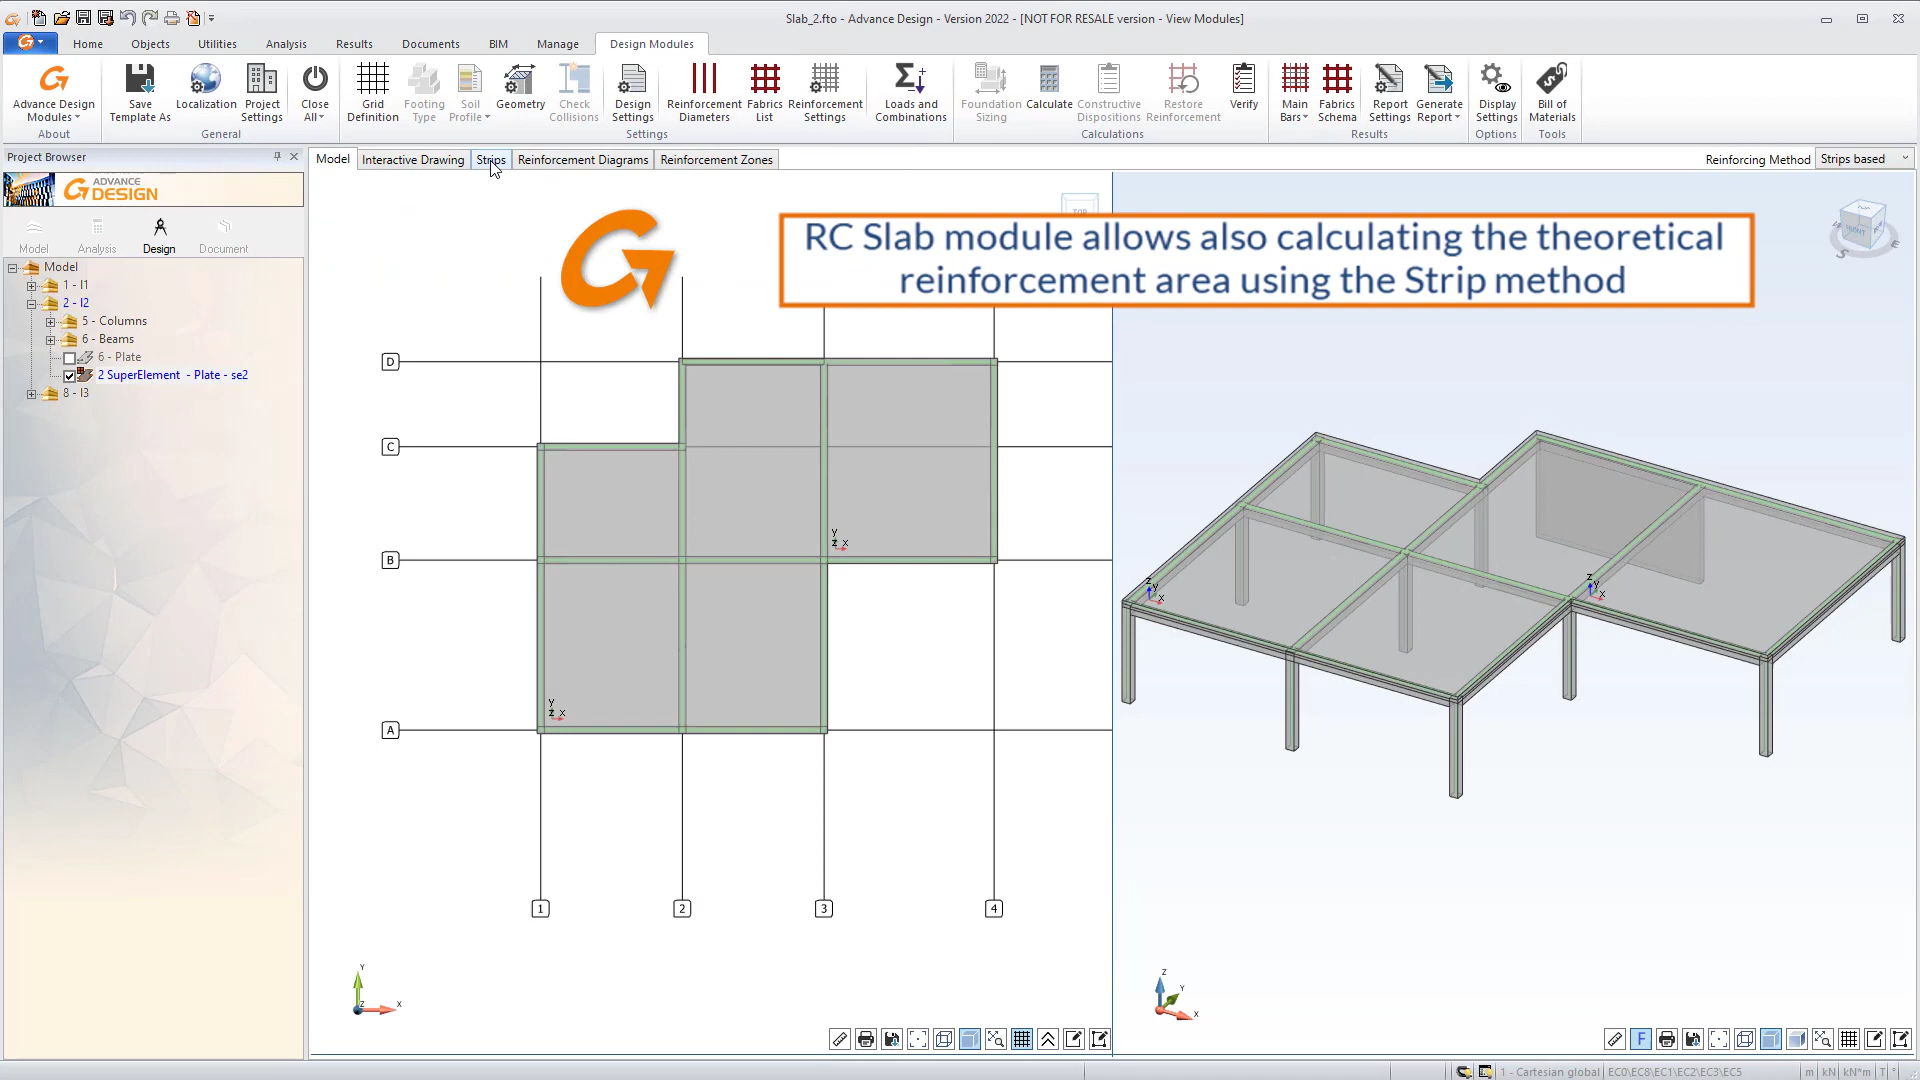 Slab_2.fto - Advance Design - Version 2022 - [NOT FOR RESALE version - View Modules]
Home Objects Utilities Analysis Results Documents BIM Manage Design Modules
Advance Design Modules
Save Template As
Localization
Project Settings
Close All
Grid Definition
Footing Type
Soil Profile
Geometry
Check Collisions
Design Settings
Reinforcement Diameters
Fabrics List
Reinforcement Settings
Loads and Combinations
Foundation Sizing
Calculate
Constructive Dispositions
Restore Reinforcement
Verify
Main Bars
Fabrics Schema
Report Settings
Generate Report
Display Settings
Bill of Materials
About General Settings Calculations Results Options Tools
Project Browser
Model Interactive Drawing Strips Reinforcement Diagrams Reinforcement Zones
Reinforcing Method Strips based
ADVANCE
DESIGN
Model Analysis Design Document
Model
1 - I1
2 - I2
5 - Columns
6 - Beams
6 - Plate
2 SuperElement - Plate - se2
8 - I3
TOP
RC Slab module allows also calculating the theoretical
reinforcement area using the Strip method
FRONT
S
E
D
C
B
A
y
z x
y
z x
1 2 3 4
Y
Z X
z
y
x
z
y
x
Z
Y
X
F
1 - Cartesian global EC0\EC8\EC1\EC2\EC3\EC5 m kN kN*m T °